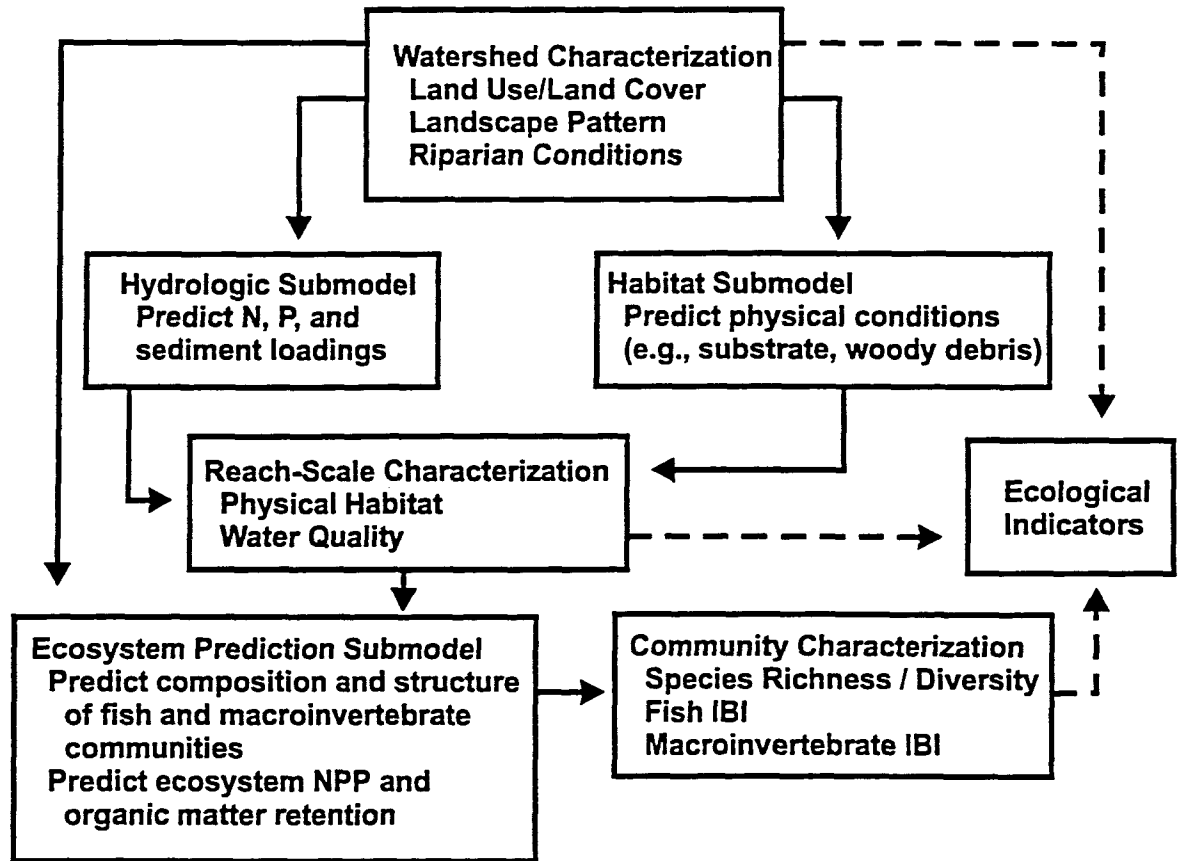 Watershed Characterization
Land Use/Land Cover
Landscape Pattern
Riparian Conditions
Hydrologic Submodel
Predict N, P, and
sediment loadings
Habitat Submodel
Predict physical conditions
(e.g., substrate, woody debris)
Reach-Scale Characterization
Physical Habitat
Water Quality
Ecological
Indicators
Ecosystem Prediction Submodel
Predict composition and structure
of fish and macroinvertebrate
communities
Predict ecosystem NPP and
organic matter retention
Community Characterization
Species Richness / Diversity
Fish IBI
Macroinvertebrate IBI